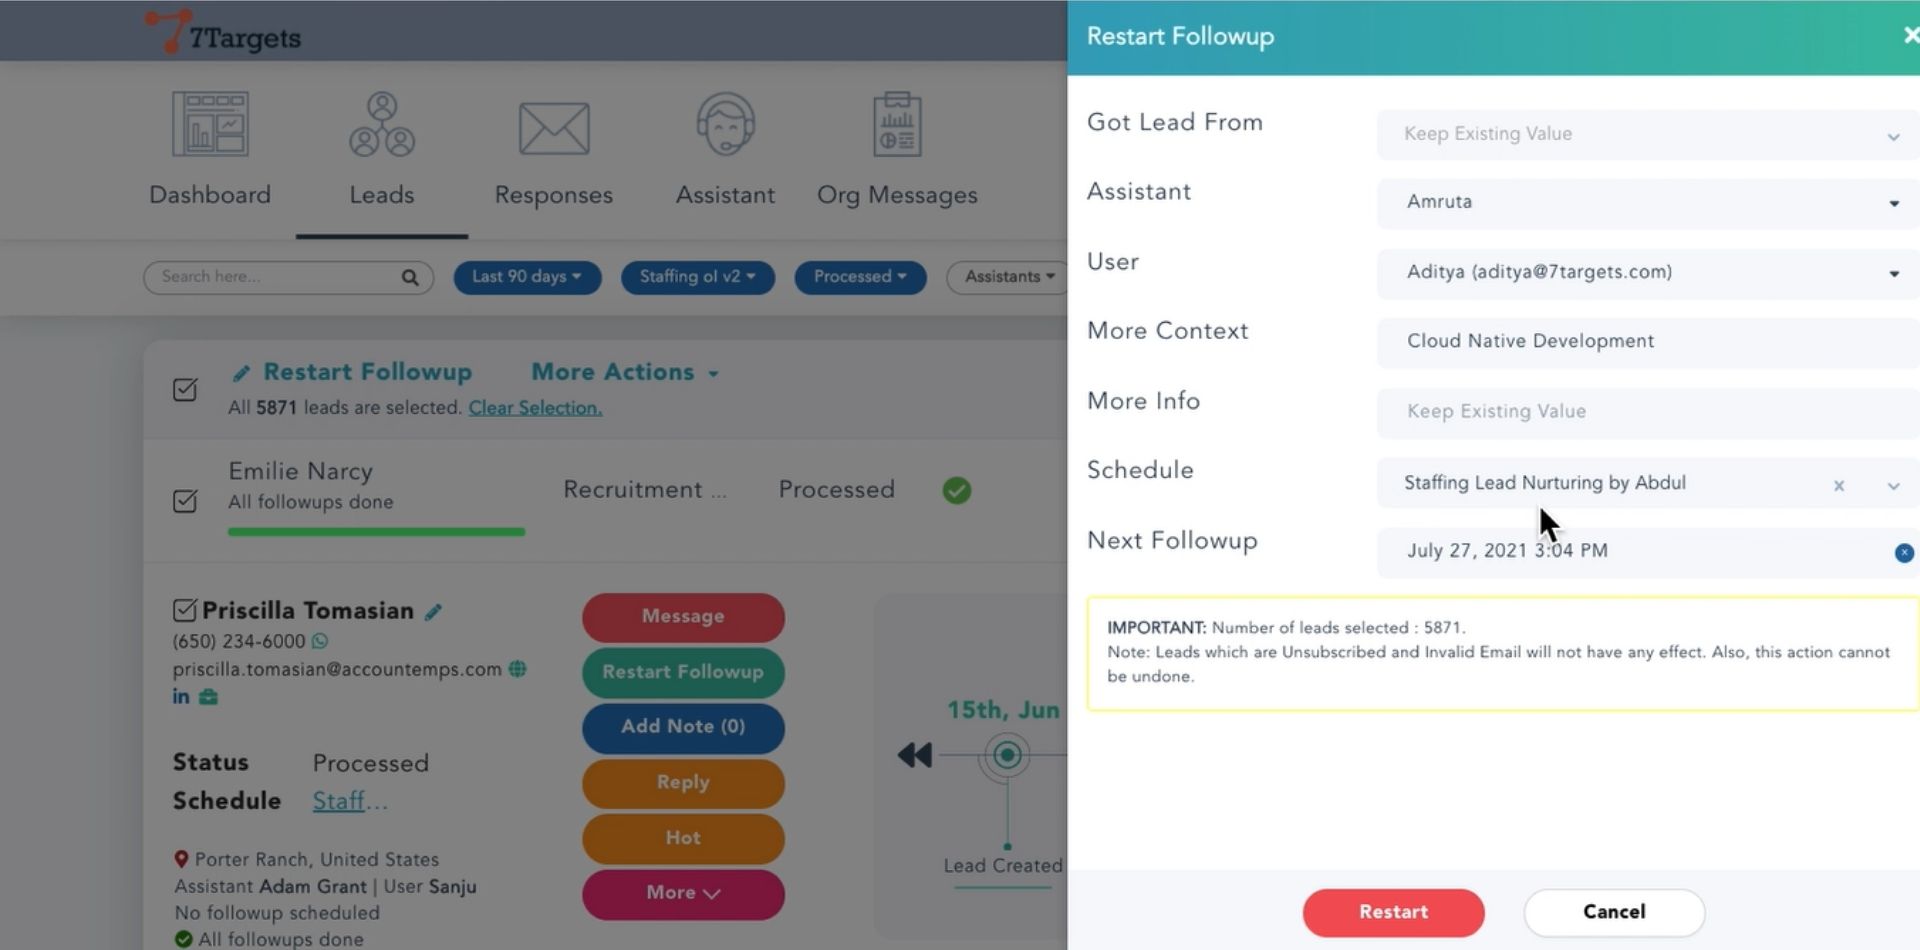 7Targets
Dashboard
Leads
Responses
Assistant
Org Messages
Search here...
Last 90 days
Staffing ol v2
Processed
Assistants
Restart Followup
More Actions
All 5871 leads are selected. Clear Selection.
Emilie Narcy
All followups done
Recruitment ...
Processed
Priscilla Tomasian
(650) 234-6000
priscilla.tomasian@accountemps.com
in
Status Processed
Schedule Staff...
Porter Ranch, United States
Assistant Adam Grant | User Sanju
No followup scheduled
All followups done
Message
Restart Followup
Add Note (0)
Reply
Hot
More
15th, Jun
Lead Created
Restart Followup
Got Lead From Keep Existing Value
Assistant Amruta
User Aditya (aditya@7targets.com)
More Context Cloud Native Development
More Info Keep Existing Value
Schedule Staffing Lead Nurturing by Abdul
Next Followup July 27, 2021 3:04 PM
IMPORTANT: Number of leads selected : 5871.
Note: Leads which are Unsubscribed and Invalid Email will not have any effect. Also, this action cannot
be undone.
Restart
Cancel